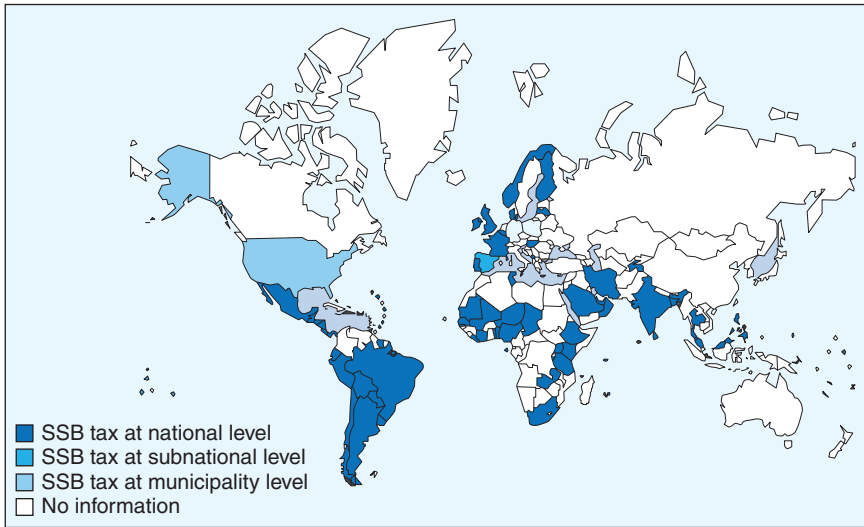 SSB tax at national level
SSB tax at subnational level
SSB tax at municipality level
No information